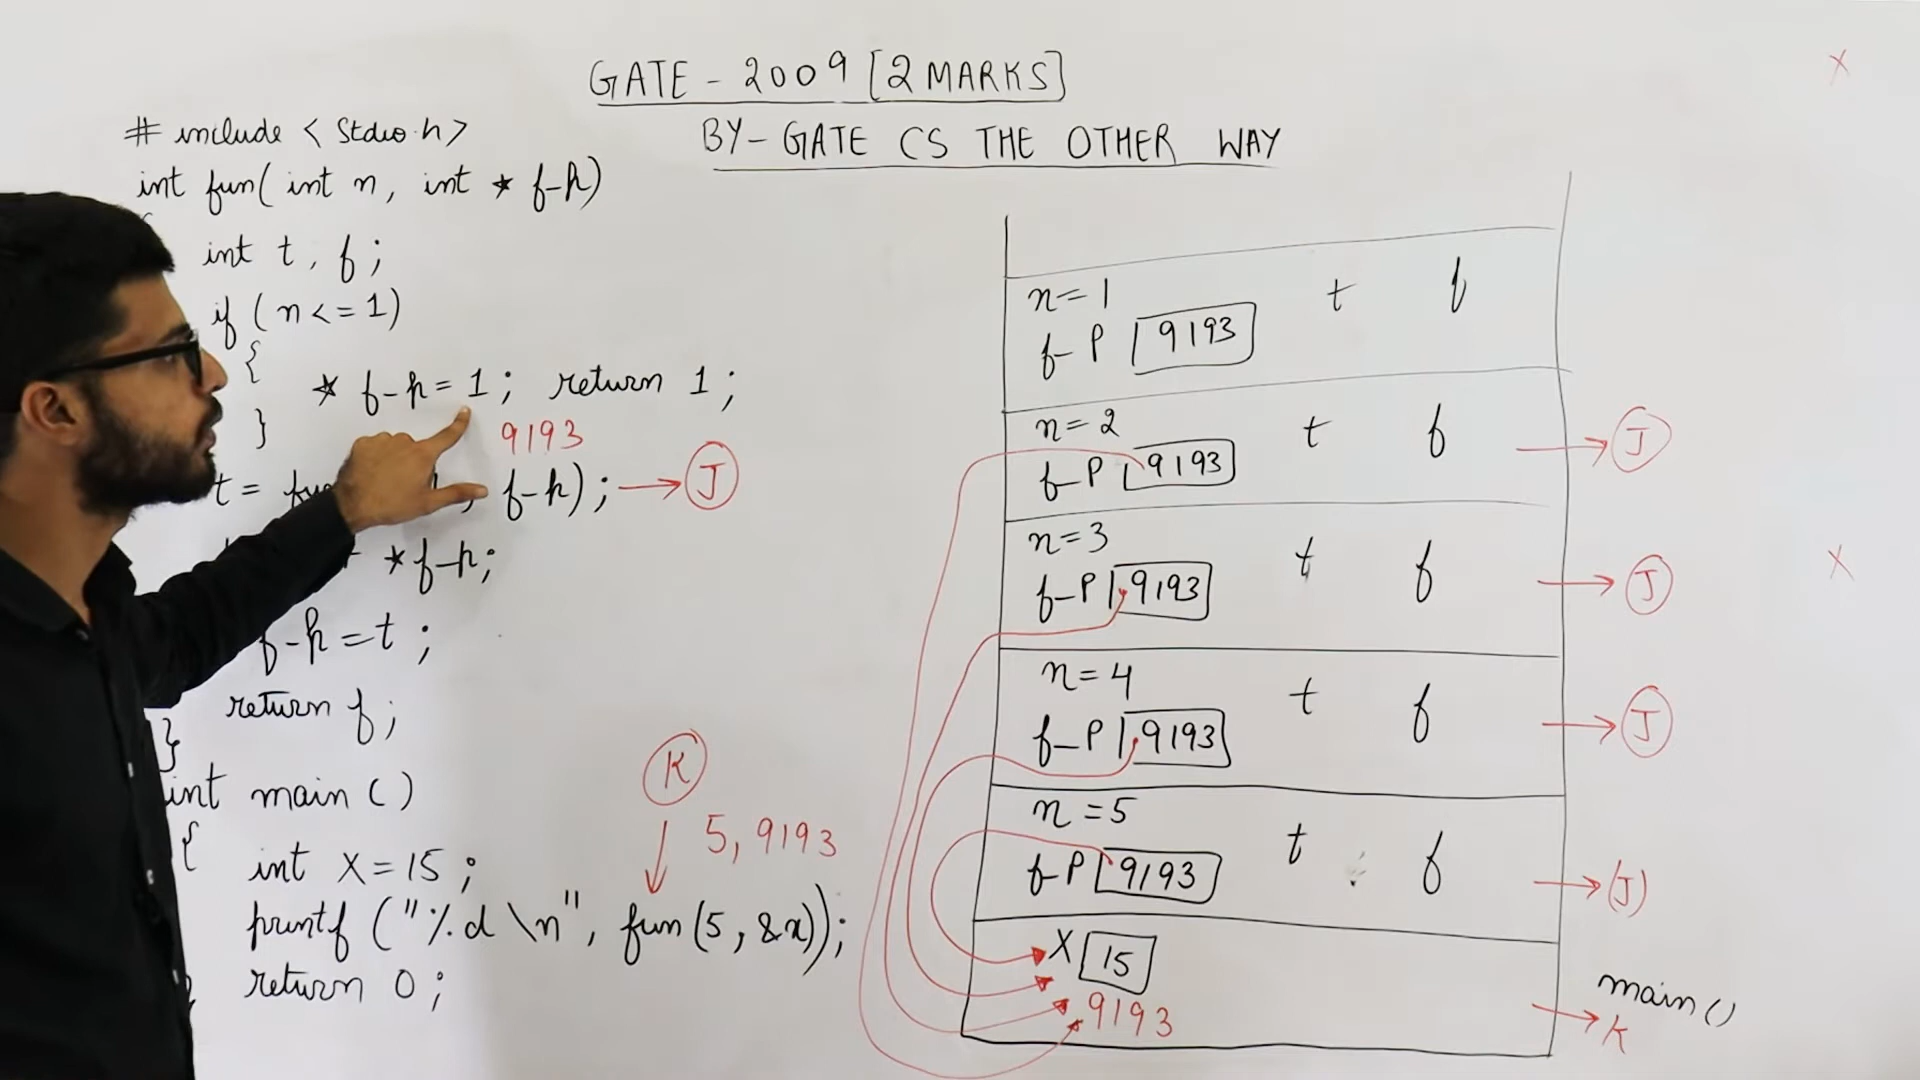 GATE - 2009 [2 MARKS]
BY - GATE CS THE OTHER WAY
# include < Stdio.h>
int fun( int n, int * f-p)
{
int t, f;
if ( n <= 1)
{
* f-p = 1; return 1;
}
9193
t = f-p); → J
*f-p;
f-p = t ;
return f;
}
int main ( )
{
int X = 15 ;
printf ("%d \n", fun(5, &x));
return 0 ;
K
5, 9193
n = 1 t f
f-P 9193
n = 2 t f → J
f-P 9193
n = 3 t f → J
f-P 9193
n = 4 t f → J
f-P 9193
n = 5 t f → (J)
f-P 9193
X 15
9193
main ()
→ K
X
X